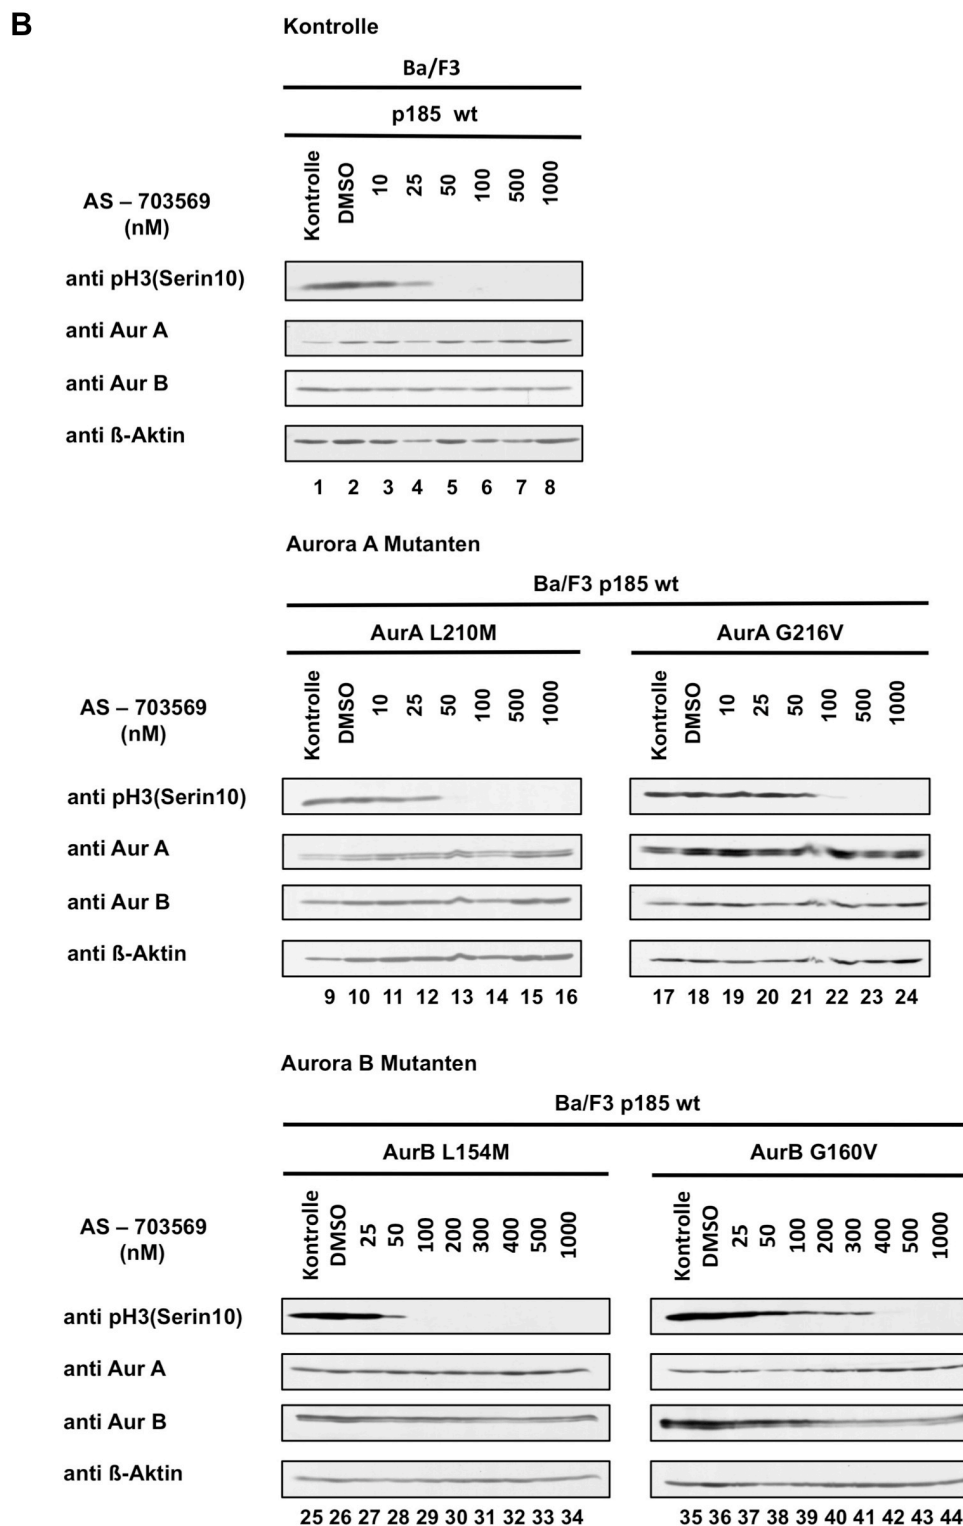 B
Kontrolle
Ba/F3
p185 wt
AS – 703569
(nM)
Kontrolle DMSO 10 25 50 100 500 1000
anti pH3(Serin10)
anti Aur A
anti Aur B
anti ß-Aktin
1 2 3 4 5 6 7 8
Aurora A Mutanten
Ba/F3 p185 wt
AurA L210M AurA G216V
AS – 703569
(nM)
Kontrolle DMSO 10 25 50 100 500 1000 Kontrolle DMSO 10 25 50 100 500 1000
anti pH3(Serin10)
anti Aur A
anti Aur B
anti ß-Aktin
9 10 11 12 13 14 15 16 17 18 19 20 21 22 23 24
Aurora B Mutanten
Ba/F3 p185 wt
AurB L154M AurB G160V
AS – 703569
(nM)
Kontrolle DMSO 25 50 100 200 300 400 500 1000 Kontrolle DMSO 25 50 100 200 300 400 500 1000
anti pH3(Serin10)
anti Aur A
anti Aur B
anti ß-Aktin
25 26 27 28 29 30 31 32 33 34 35 36 37 38 39 40 41 42 43 44